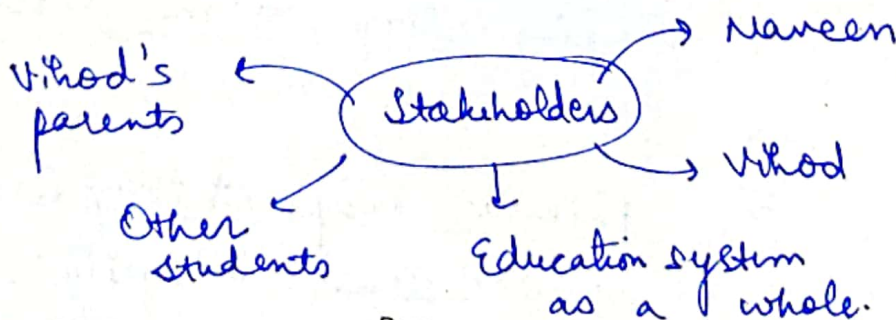 Stakeholders
Naveen
Vinod's
parents
Vinod
Other
students
Education system
as a whole.